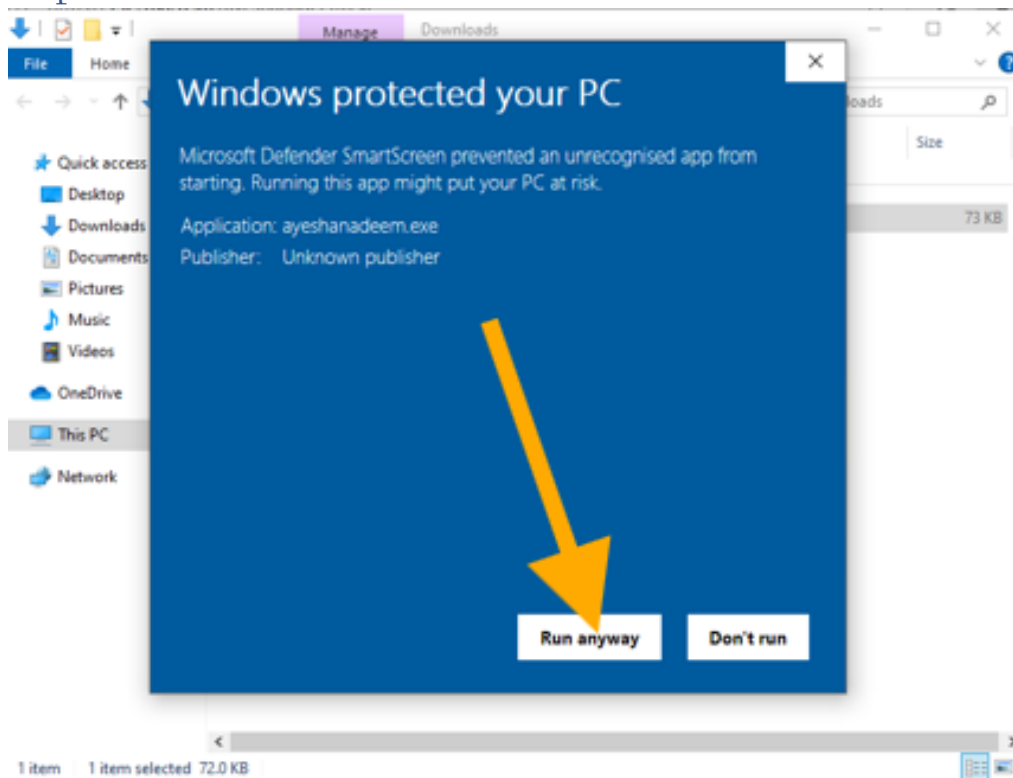 Manage
Downloads
File
Home
Windows protected your PC
Microsoft Defender SmartScreen prevented an unrecognised app from
starting. Running this app might put your PC at risk.
Application: ayeshanadeem.exe
Publisher: Unknown publisher
Run anyway
Don't run
Quick access
Desktop
Downloads
Documents
Pictures
Music
Videos
OneDrive
This PC
Network
loads
Size
73 KB
1 item
1 item selected 72.0 KB